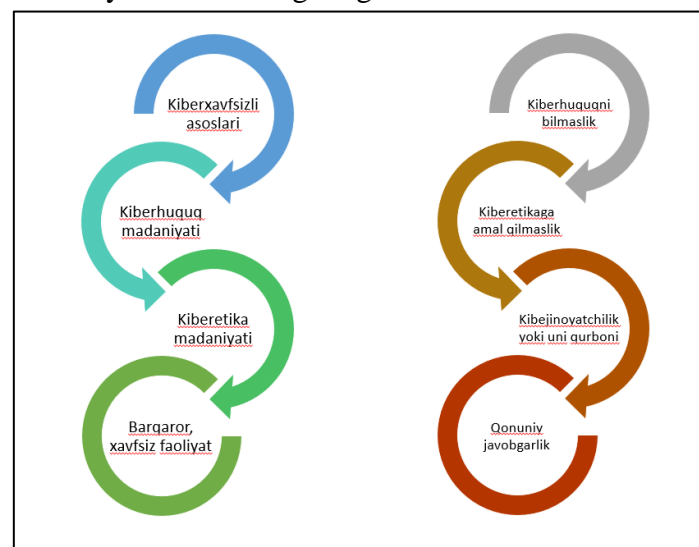 Kiberxavfsizli
asoslari
Kiberhuquq
madaniyati
Kiberetika
madaniyati
Barqaror,
xavfsiz faoliyat
Kiberhuquqni
bilmaslik
Kiberetikaga
amal qilmaslik
Kibejinoyatchilik
yoki uni qurboni
Qonuniv
javobgarlik